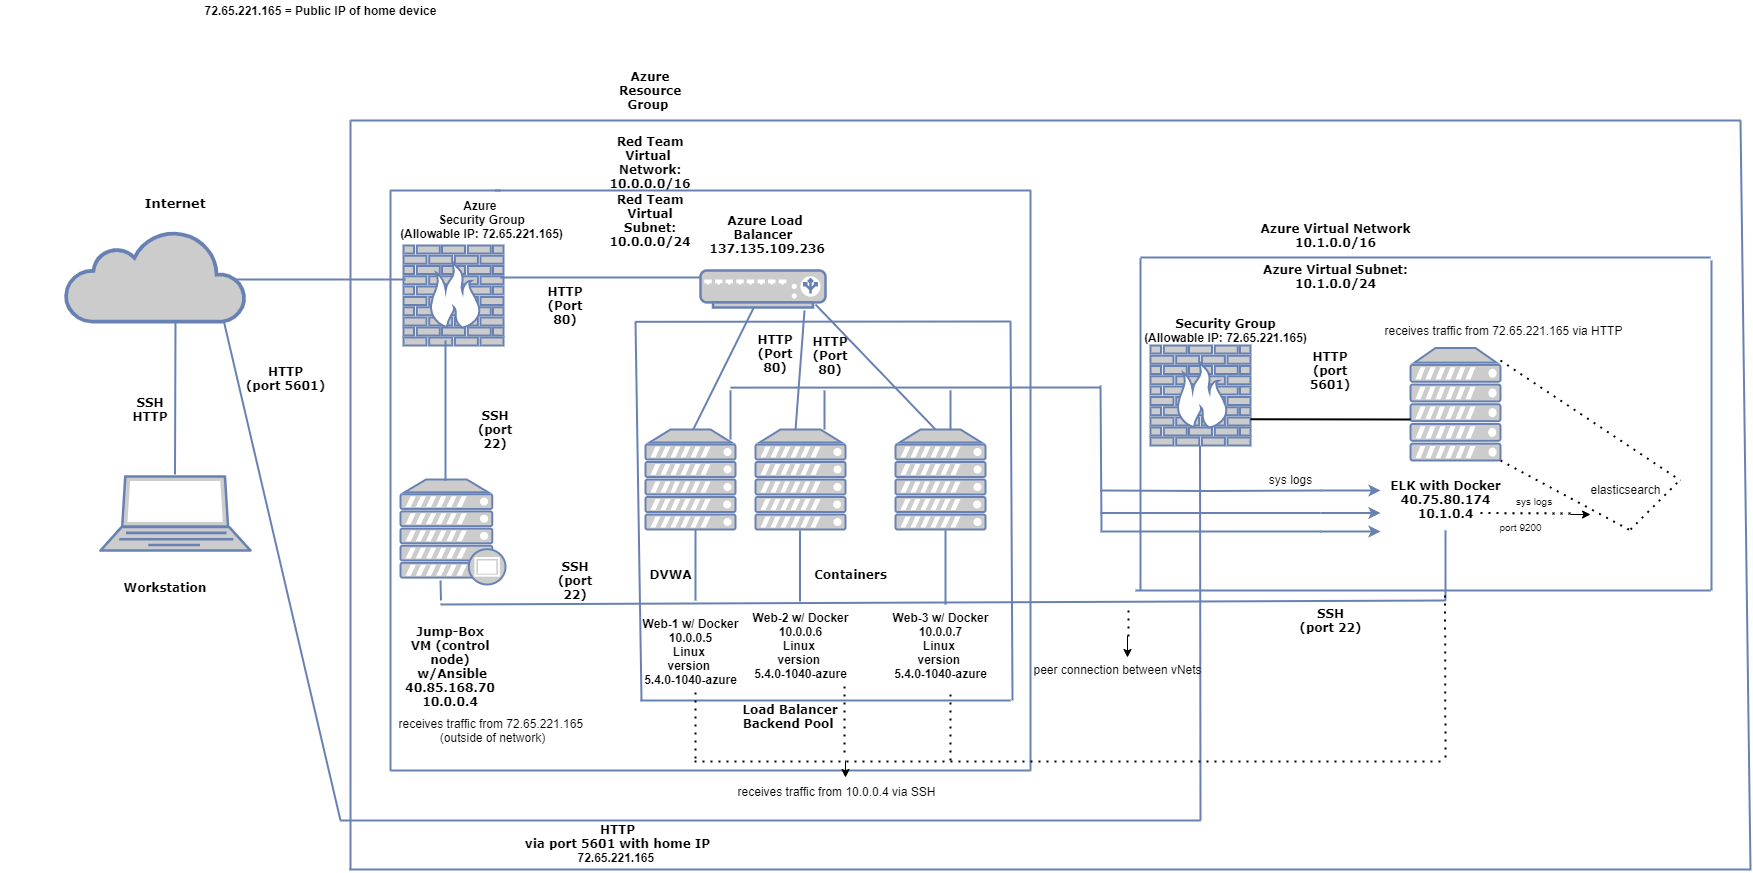 72.65.221.165 = Public IP of home device
Azure
Resource
Group
Red Team
Virtual
Network:
10.0.0.0/16
Red Team
Virtual
Subnet:
10.0.0.0/24
Internet
Azure
Security Group
(Allowable IP: 72.65.221.165)
Azure Load
Balancer
137.135.109.236
HTTP
(Port
80)
HTTP
(Port
80)
HTTP
(Port
80)
HTTP
(port 5601)
SSH
HTTP
SSH
(port
22)
Workstation
SSH
(port
22)
DVWA
Containers
Jump-Box
VM (control
node)
w/Ansible
40.85.168.70
10.0.0.4
receives traffic from 72.65.221.165
(outside of network)
Web-1 w/ Docker
10.0.0.5
Linux
version
5.4.0-1040-azure
Web-2 w/ Docker
10.0.0.6
Linux
version
5.4.0-1040-azure
Web-3 w/ Docker
10.0.0.7
Linux
version
5.4.0-1040-azure
Load Balancer
Backend Pool
receives traffic from 10.0.0.4 via SSH
HTTP
via port 5601 with home IP
72.65.221.165
Azure Virtual Network
10.1.0.0/16
Azure Virtual Subnet:
10.1.0.0/24
Security Group
(Allowable IP: 72.65.221.165)
HTTP
(port
5601)
receives traffic from 72.65.221.165 via HTTP
sys logs
ELK with Docker
40.75.80.174
10.1.0.4
sys logs
port 9200
elasticsearch
SSH
(port 22)
peer connection between vNets